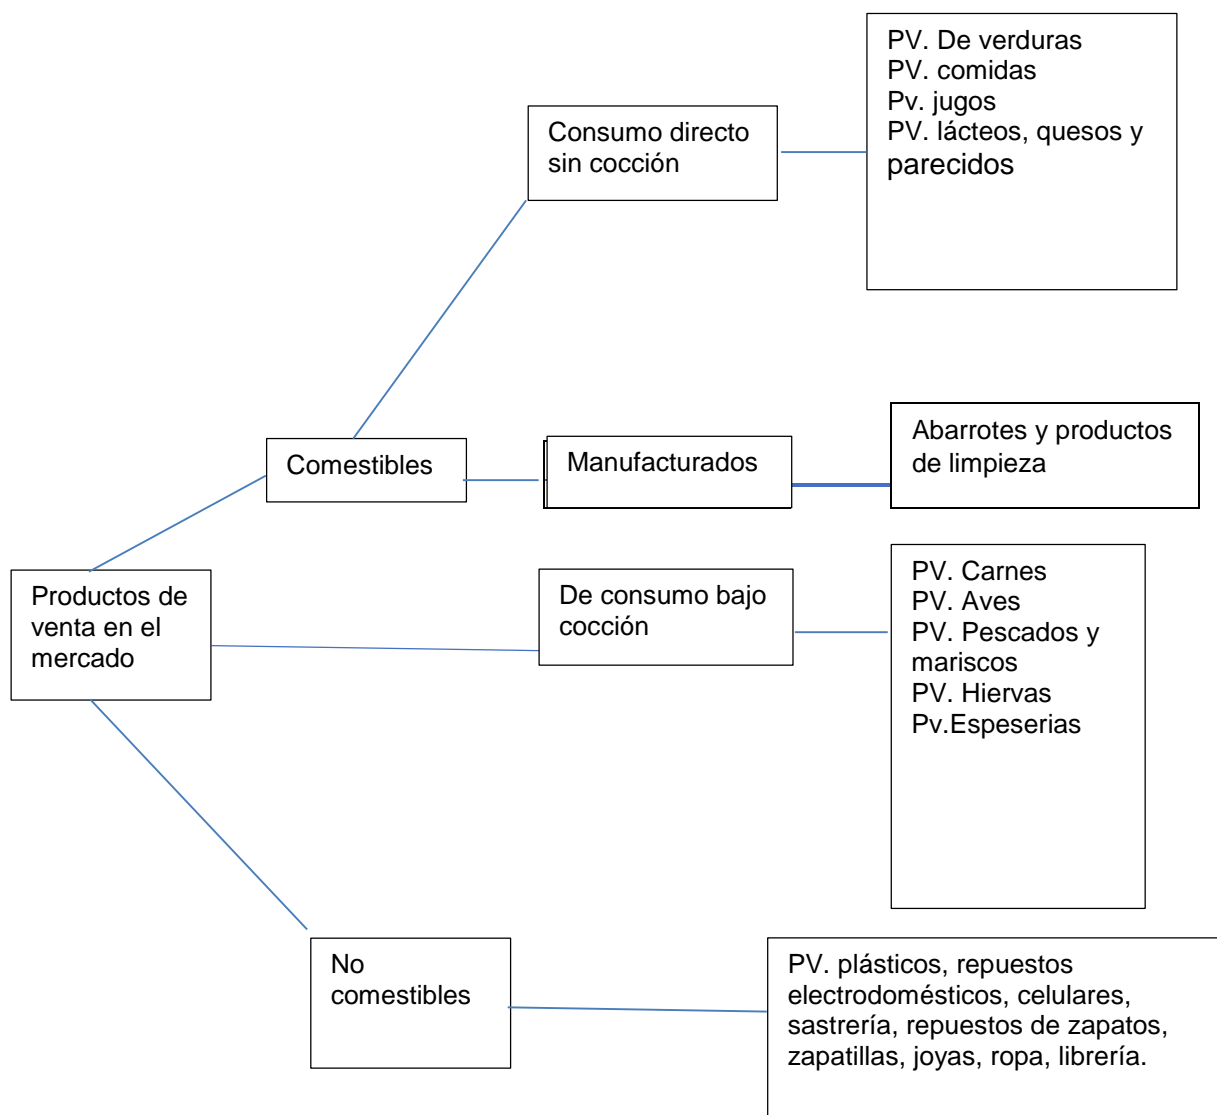 PV. De verduras
PV. comidas
Pv. jugos
PV. lácteos, quesos y
parecidos
Consumo directo
sin cocción
Abarrotes y productos
de limpieza
Manufacturados
Comestibles
PV. Carnes
PV. Aves
PV. Pescados y
mariscos
PV. Hiervas
Pv.Espeserias
De consumo bajo
cocción
Productos de
venta en el
mercado
No
comestibles
PV. plásticos, repuestos
electrodomésticos, celulares,
sastrería, repuestos de zapatos,
zapatillas, joyas, ropa, librería.